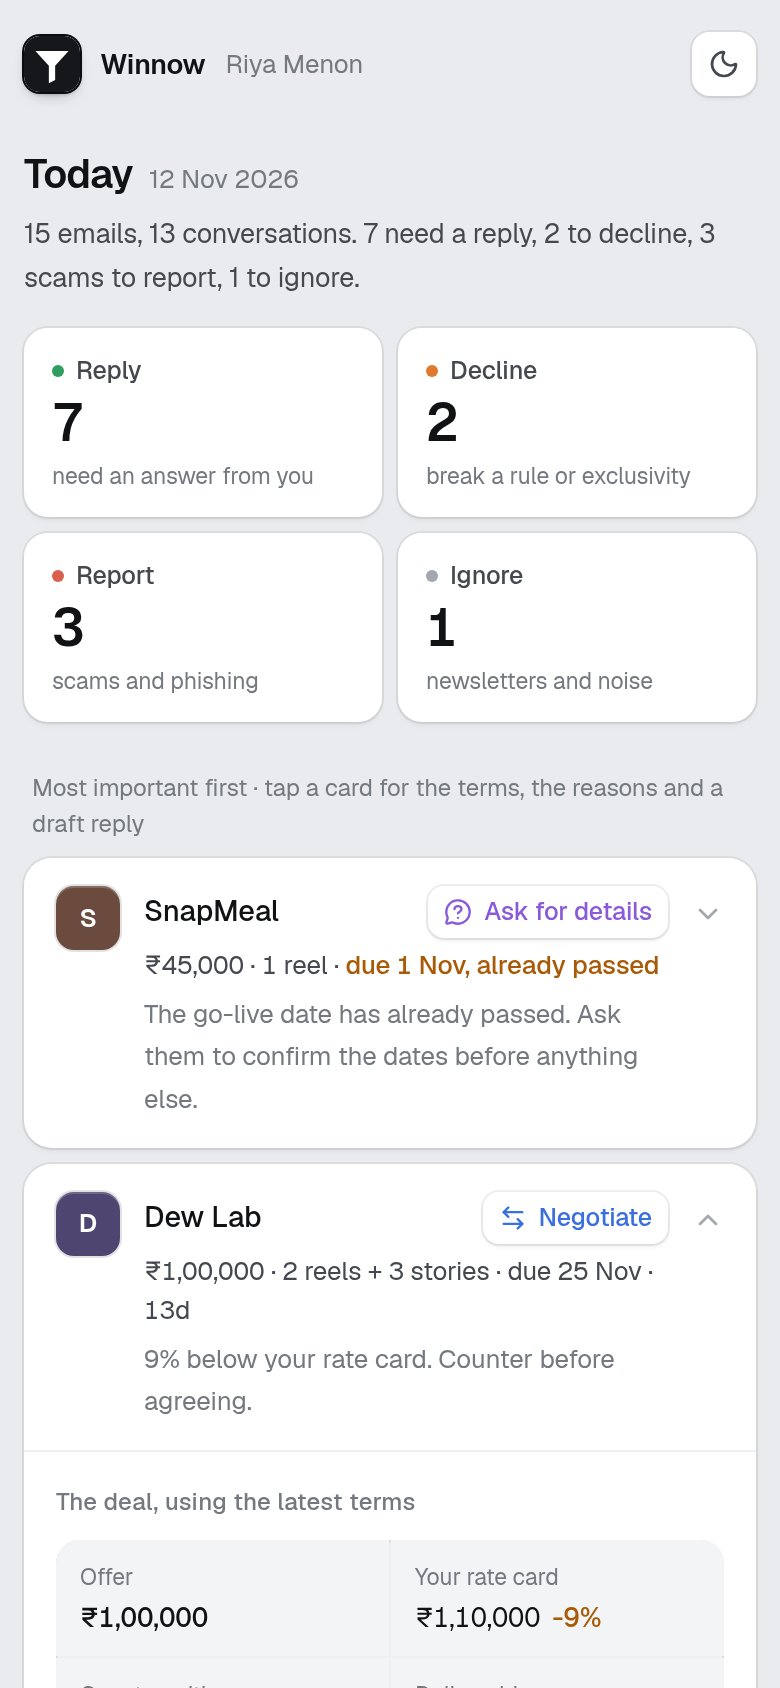 Winnow Riya Menon
Today 12 Nov 2026
15 emails, 13 conversations. 7 need a reply, 2 to decline, 3
scams to report, 1 to ignore.
Reply
7
need an answer from you
Decline
2
break a rule or exclusivity
Report
3
scams and phishing
Ignore
1
newsletters and noise
Most important first · tap a card for the terms, the reasons and a
draft reply
S
SnapMeal
Ask for details
₹45,000 · 1 reel · due 1 Nov, already passed
The go-live date has already passed. Ask
them to confirm the dates before anything
else.
D
Dew Lab
Negotiate
₹1,00,000 · 2 reels + 3 stories · due 25 Nov ·
13d
9% below your rate card. Counter before
agreeing.
The deal, using the latest terms
Offer
₹1,00,000
Your rate card
₹1,10,000 -9%